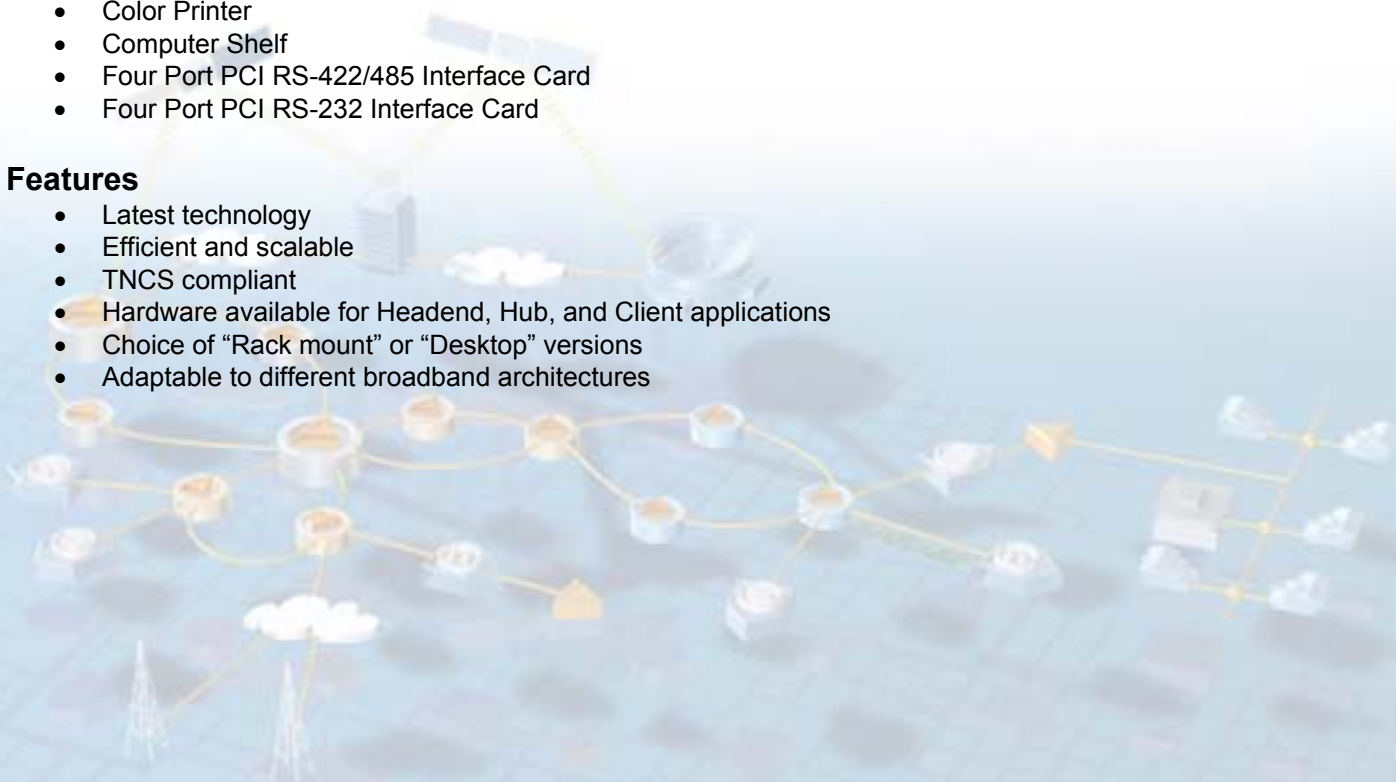 • Color Printer
• Computer Shelf
• Four Port PCI RS-422/485 Interface Card
• Four Port PCI RS-232 Interface Card
Features
• Latest technology
• Efficient and scalable
• TNCS compliant
• Hardware available for Headend, Hub, and Client applications
• Choice of “Rack mount” or “Desktop” versions
• Adaptable to different broadband architectures